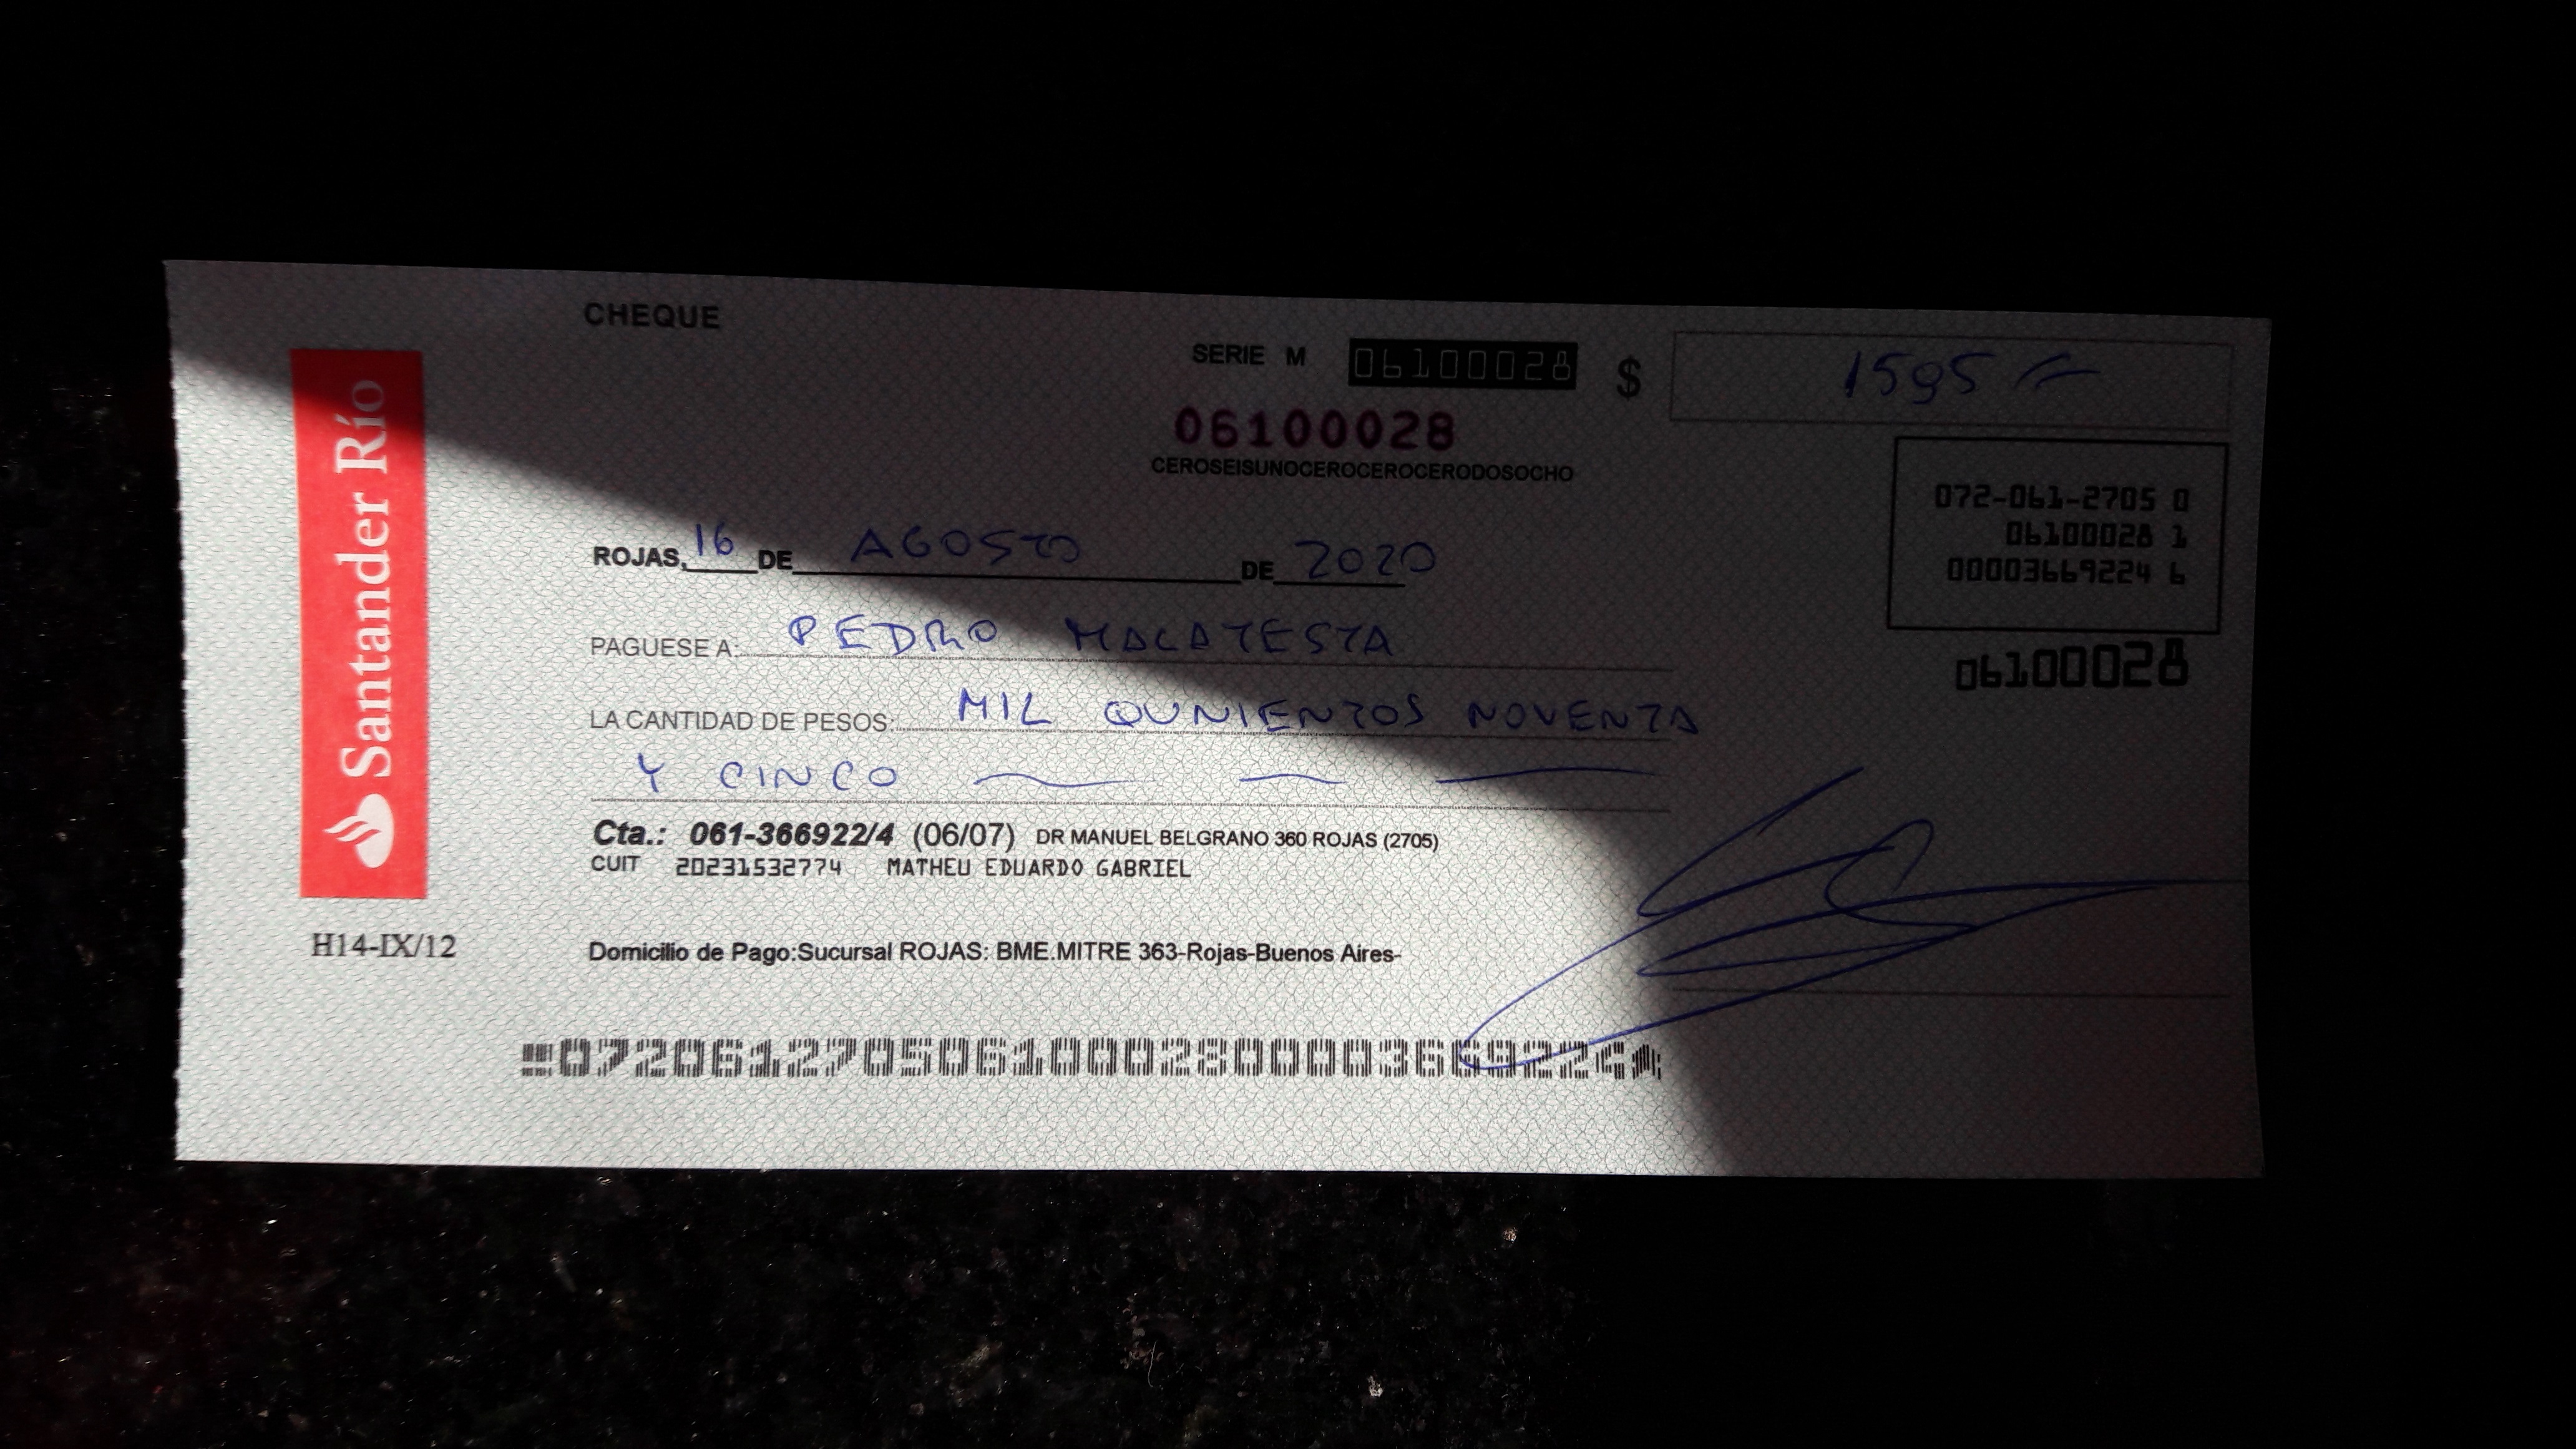 CHEQUE
SERIE M 06100028 $ 1595
06100028
CEROSEISUNOCEROCEROCERODOSOCHO
072-061-2705 0
06100028 1
00003669224 6
06100028
Santander Río
ROJAS, 16 DE AGOSTO DE 2020
PAGUESE A: PEDRO MALATESTA
LA CANTIDAD DE PESOS: MIL QUNIENTOS NOVENTA
Y CINCO
Cta.: 061-366922/4 (06/07) DR MANUEL BELGRANO 360 ROJAS (2705)
CUIT 20231532774 MATHEU EDUARDO GABRIEL
H14-IX/12
Domicilio de Pago:Sucursal ROJAS: BME.MITRE 363-Rojas-Buenos Aires-
07206127050610002800003669224